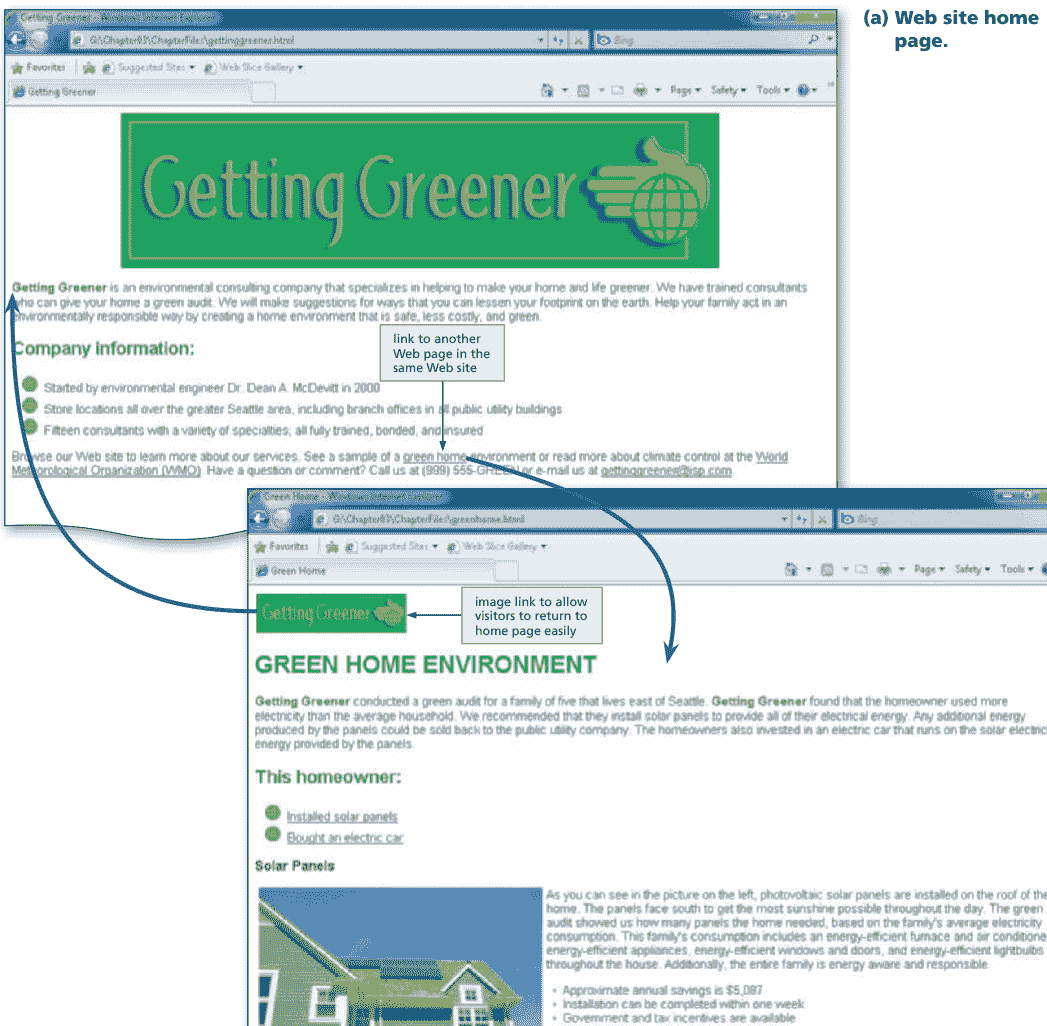 (a) Web site home
page.
Getting Greener - Windows Internet Explorer
G:\Chapter03\ChapterFiles\gettinggreener.html
Bing
Favorites
Suggested Sites
Web Slice Gallery
Getting Greener
Page
Safety
Tools
Getting Greener
Getting Greener is an environmental consulting company that specializes in helping to make your home and life greener. We have trained consultants
who can give your home a green audit. We will make suggestions for ways that you can lessen your footprint on the earth. Help your family act in an
environmentally responsible way by creating a home environment that is safe, less costly, and green.
link to another
Web page in the
same Web site
Company information:
Started by environmental engineer Dr. Dean A. McDevitt in 2000
Store locations all over the greater Seattle area, including branch offices in all public utility buildings
Fifteen consultants with a variety of specialties; all fully trained, bonded, and insured
Browse our Web site to learn more about our services. See a sample of a green home environment or read more about climate control at the World
Meteorological Organization (WMO). Have a question or comment? Call us at (999) 555-GREEN or e-mail us at gettinggreener@isp.com.
Green Home - Windows
G:\Chapter03\ChapterFiles\greenhome.html
Bing
Favorites
Suggested Sites
Web Slice Gallery
Green Home
Page
Safety
Tools
Getting Greener
image link to allow
visitors to return to
home page easily
GREEN HOME ENVIRONMENT
Getting Greener conducted a green audit for a family of five that lives east of Seattle. Getting Greener found that the homeowner used more
electricity than the average household. We recommended that they install solar panels to provide all of their electrical energy. Any additional energy
produced by the panels could be sold back to the public utility company. The homeowners also invested in an electric car that runs on the solar electric
energy provided by the panels.
This homeowner:
Installed solar panels
Bought an electric car
Solar Panels
As you can see in the picture on the left, photovoltaic solar panels are installed on the roof of the
home. The panels face south to get the most sunshine possible throughout the day. The green
audit showed us how many panels the home needed, based on the family's average electricity
consumption. This family's consumption includes an energy-efficient furnace and air conditione
energy-efficient appliances, energy-efficient windows and doors, and energy-efficient lightbulbs
throughout the house. Additionally, the entire family is energy aware and responsible.
Approximate annual savings is $5,087
Installation can be completed within one week
Government and tax incentives are available